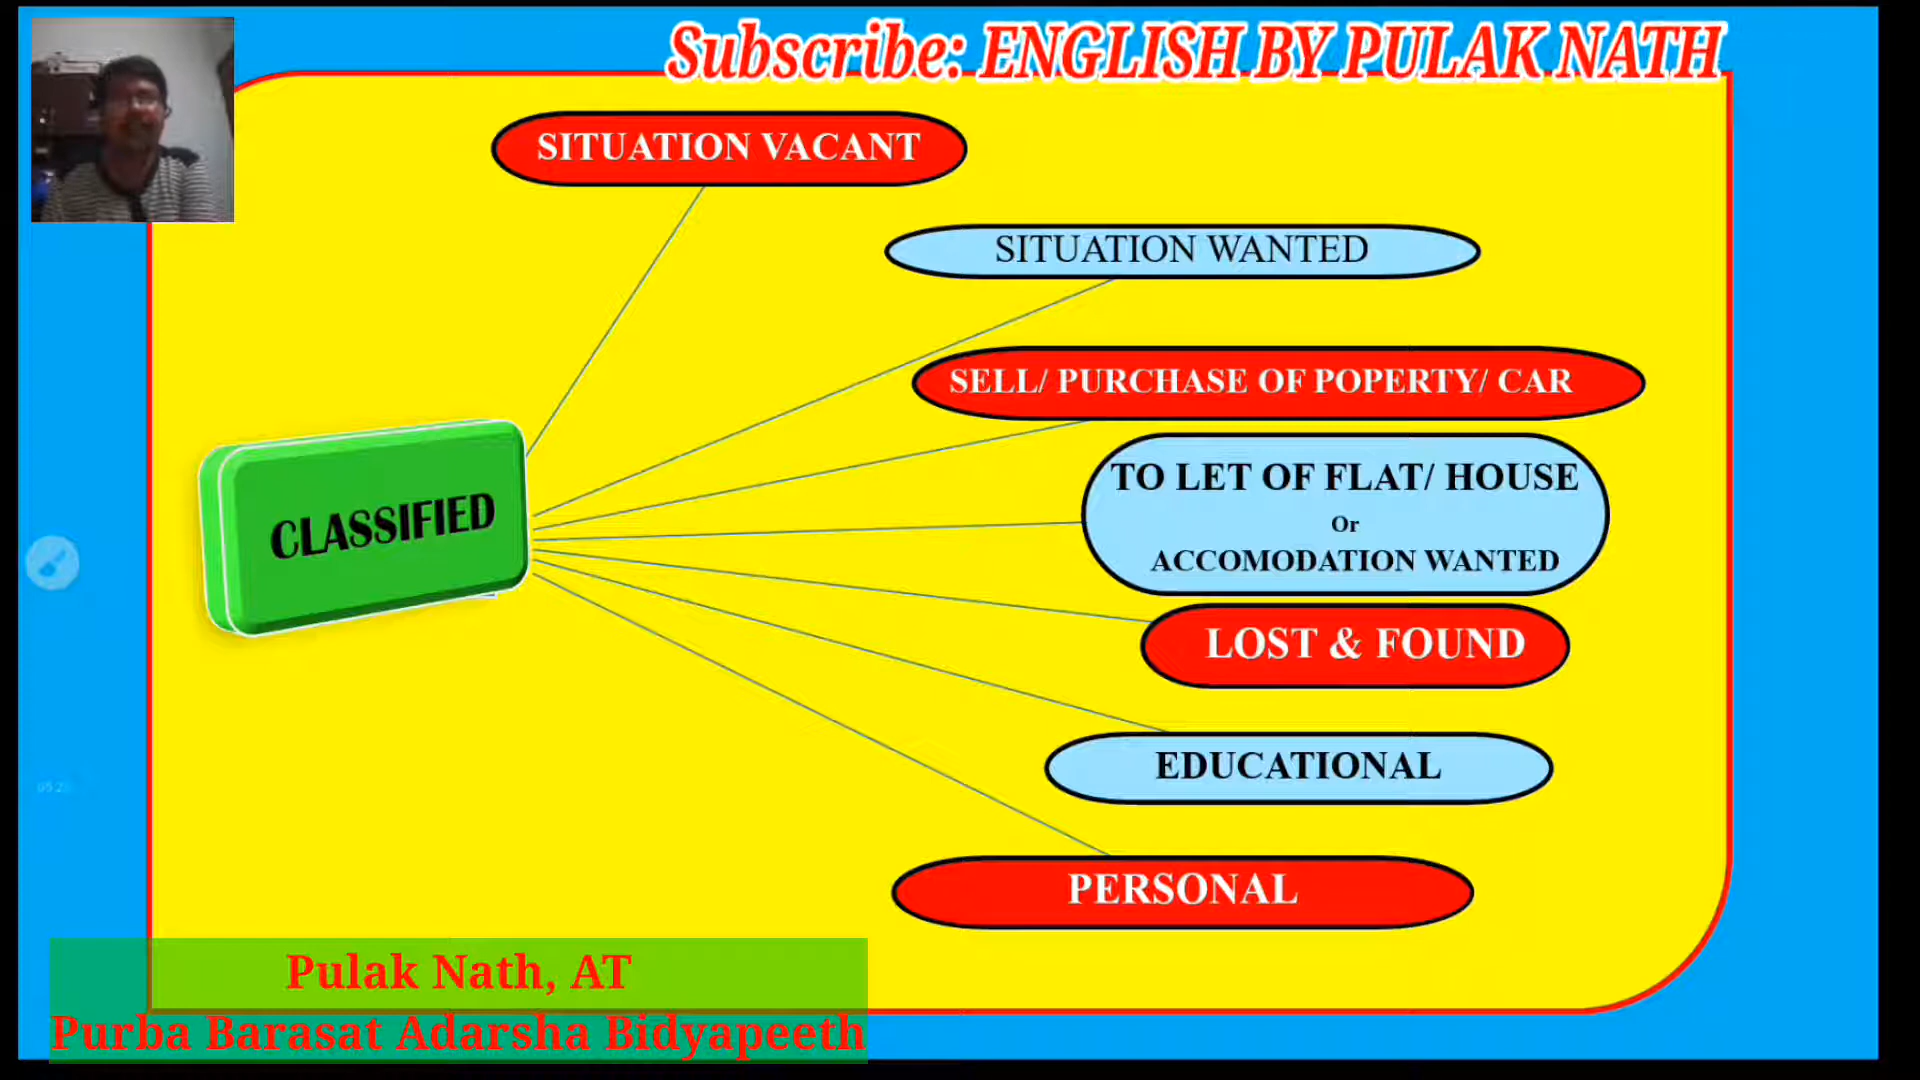 Subscribe: ENGLISH BY PULAK NATH
SITUATION VACANT
SITUATION WANTED
SELL/ PURCHASE OF POPERTY/ CAR
TO LET OF FLAT/ HOUSE
Or
ACCOMODATION WANTED
CLASSIFIED
LOST & FOUND
EDUCATIONAL
PERSONAL
Pulak Nath, AT
Purba Barasat Adarsha Bidyapeeth